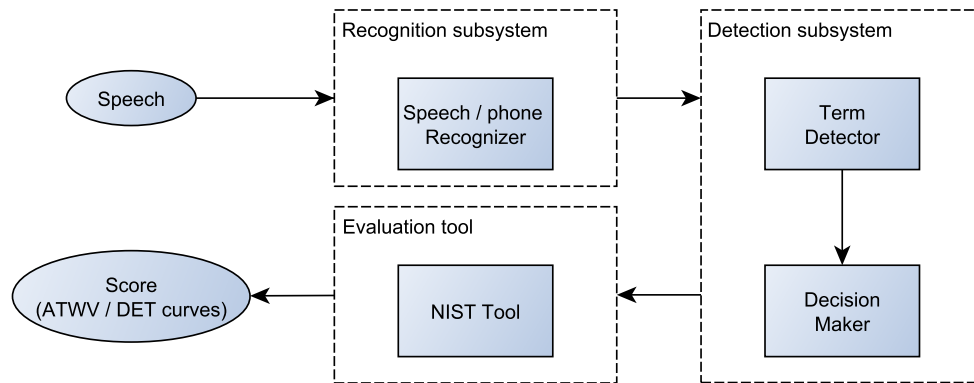 Recognition subsystem
Detection subsystem
Speech
Speech / phone
Recognizer
Term
Detector
Evaluation tool
Score
(ATWV / DET curves)
NIST Tool
Decision
Maker